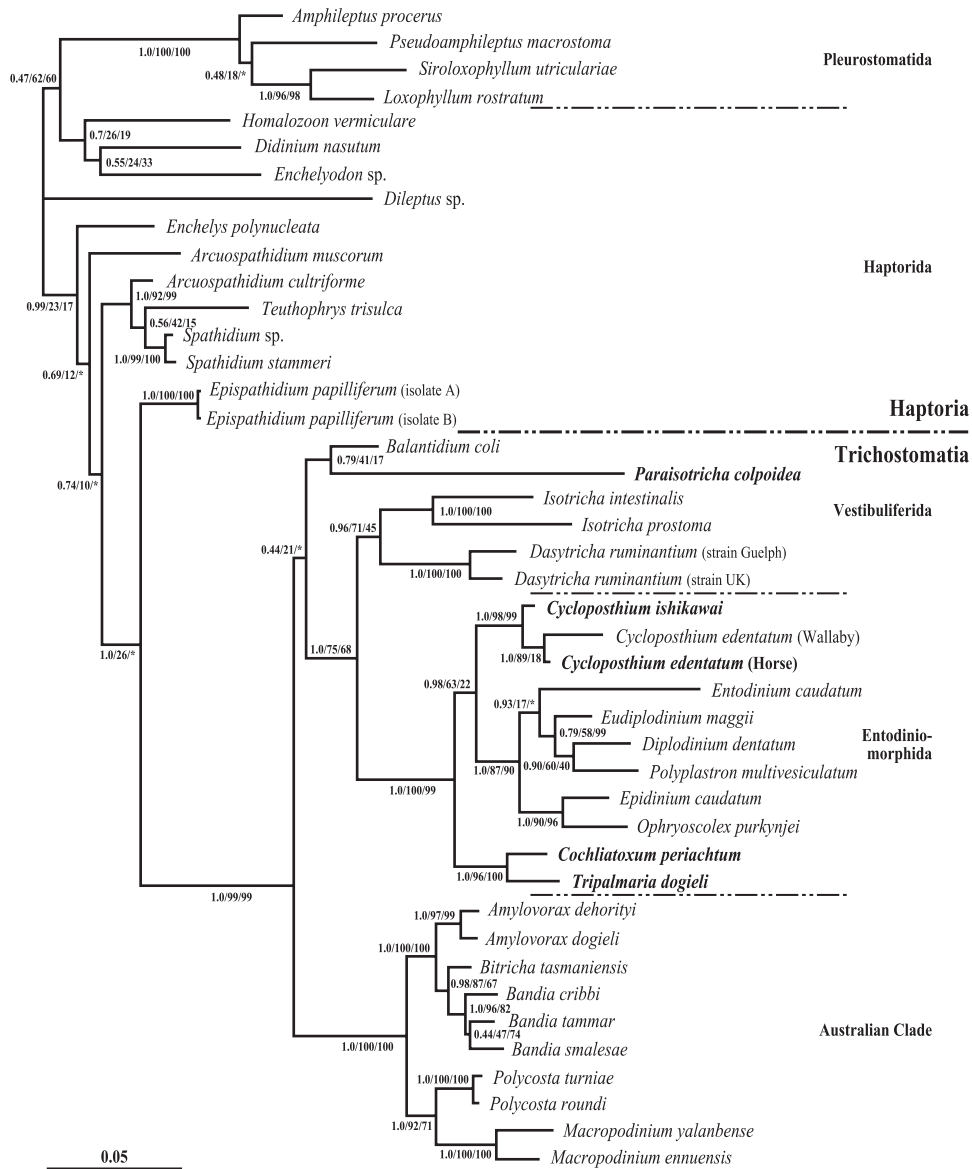 Amphileptus procerus
1.0/100/100
Pseudoamphileptus macrostoma
Pleurostomatida
0.47/62/60
0.48/18/*
Siroloxophyllum utriculariae
1.0/96/98
Loxophyllum rostratum
Homalozoon vermiculare
0.7/26/19
Didinium nasutum
0.55/24/33
Enchelyodon sp.
Dileptus sp.
Enchelys polynucleata
Arcuospathidium muscorum
Haptorida
Arcuospathidium cultriforme
1.0/92/99
0.99/23/17
Teuthophrys trisulca
0.56/42/15
Spathidium sp.
1.0/99/100
Spathidium stammeri
0.69/12/*
1.0/100/100
Epispathidium papilliferum (isolate A)
Haptoria
Epispathidium papilliferum (isolate B)
Balantidium coli
Trichostomatia
0.79/41/17
Paraisotricha colpoidea
0.74/10/*
Isotricha intestinalis
1.0/100/100
Vestibuliferida
0.96/71/45
Isotricha prostoma
0.44/21/*
Dasytricha ruminantium (strain Guelph)
1.0/100/100
Dasytricha ruminantium (strain UK)
Cycloposthium ishikawai
1.0/98/99
Cycloposthium edentatum (Wallaby)
1.0/26/*
1.0/75/68
1.0/89/18
Cycloposthium edentatum (Horse)
0.98/63/22
Entodinium caudatum
0.93/17/*
Eudiplodinium maggii
0.79/58/99
Entodinio-
morphida
Diplodinium dentatum
1.0/87/90
0.90/60/40
Polyplastron multivesiculatum
1.0/100/99
Epidinium caudatum
1.0/90/96
Ophryoscolex purkynjei
Cochliatoxum periachtum
1.0/96/100
Tripalmaria dogieli
1.0/99/99
Amylovorax dehorityi
1.0/97/99
Amylovorax dogieli
1.0/100/100
Bitricha tasmaniensis
0.98/87/67
Bandia cribbi
1.0/96/82
Bandia tammar
0.44/47/74
Australian Clade
1.0/100/100
Bandia smalesae
Polycosta turniae
1.0/100/100
Polycosta roundi
1.0/92/71
Macropodinium yalanbense
1.0/100/100
Macropodinium ennuensis
0.05